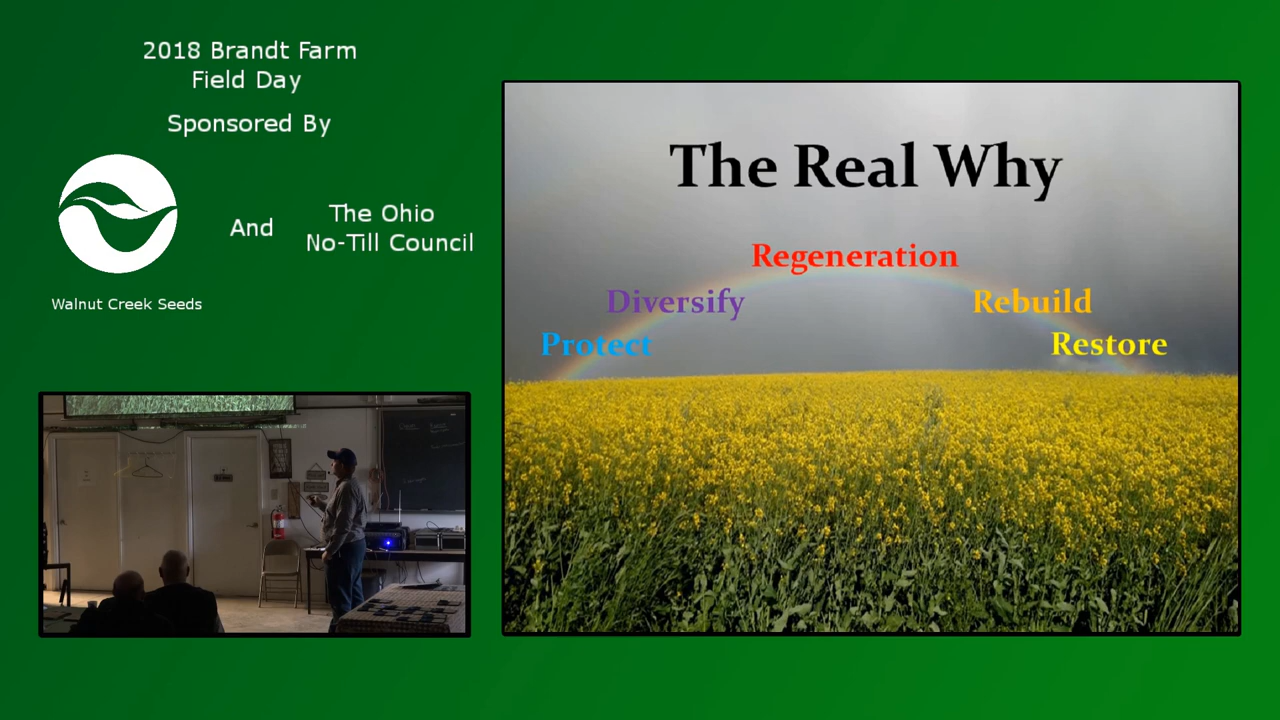 2018 Brandt Farm
Field Day
Sponsored By
And
The Ohio
No-Till Council
Walnut Creek Seeds
The Real Why
Regeneration
Diversify
Rebuild
Protect
Restore